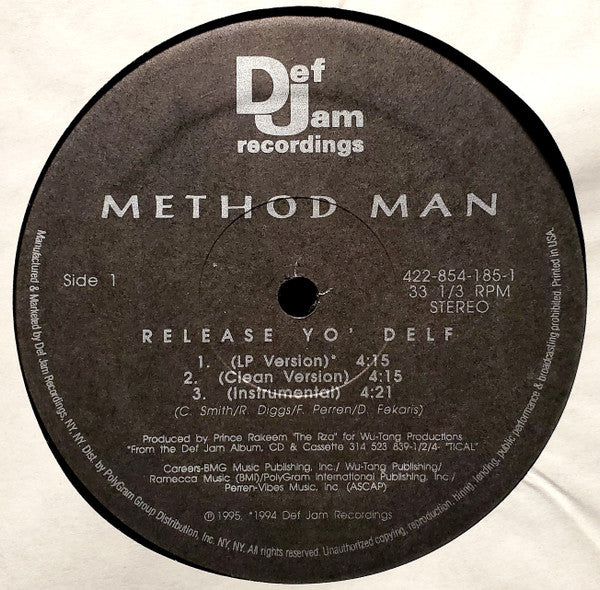 Def
Jam
recordings
METHOD MAN
Side 1
422-854-185-1
33 1/3 RPM
STEREO
RELEASE YO' DELF
1. (LP Version)* 4:15
2. (Clean Version) 4:15
3. (Instrumental) 4:21
(C. Smith/R. Diggs/F. Perren/D. Fekaris)
Produced by Prince Rakeem "The Rza" for Wu-Tang Productions
*From the Def Jam Album, CD & Cassette 314 523 839-1/2/4- "TICAL"
Careers-BMG Music Publishing, Inc./ Wu-Tang Publishing/
Ramecca Music (BMI)/PolyGram International Publishing, Inc./
Perren-Vibes Music, Inc. (ASCAP)
℗ 1995, *1994 Def Jam Recordings
Manufactured & Marketed by Def Jam Recordings, NY, NY Dist. by PolyGram Group Distribution, Inc. NY, NY. All rights reserved. Unauthorized copying, reproduction, hiring, lending, public performance & broadcasting prohibited. Printed in USA.